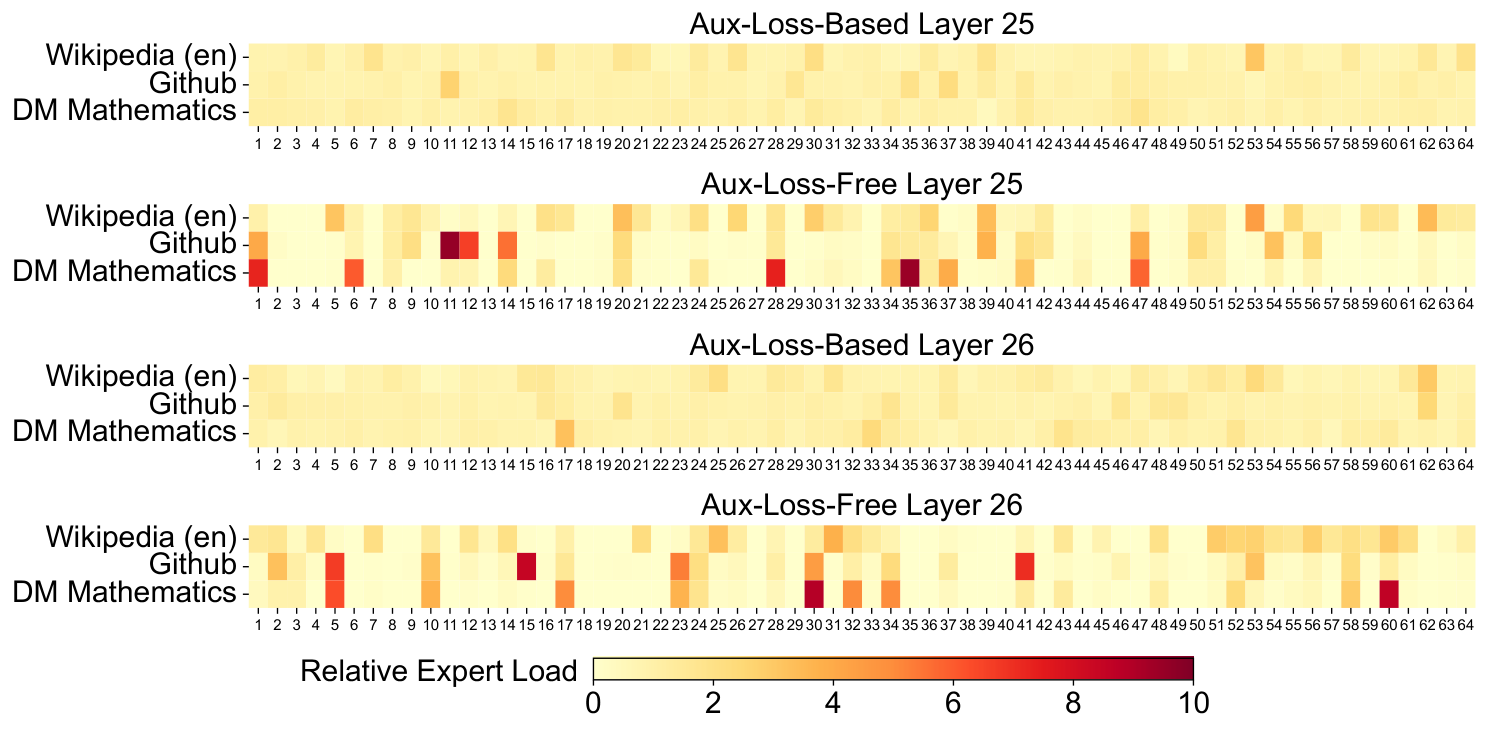 Aux-Loss-Based Layer 25
Wikipedia (en)
Github
DM Mathematics
1 2 3 4 5 6 7 8 9 10 11 12 13 14 15 16 17 18 19 20 21 22 23 24 25 26 27 28 29 30 31 32 33 34 35 36 37 38 39 40 41 42 43 44 45 46 47 48 49 50 51 52 53 54 55 56 57 58 59 60 61 62 63 64
Aux-Loss-Free Layer 25
Wikipedia (en)
Github
DM Mathematics
1 2 3 4 5 6 7 8 9 10 11 12 13 14 15 16 17 18 19 20 21 22 23 24 25 26 27 28 29 30 31 32 33 34 35 36 37 38 39 40 41 42 43 44 45 46 47 48 49 50 51 52 53 54 55 56 57 58 59 60 61 62 63 64
Aux-Loss-Based Layer 26
Wikipedia (en)
Github
DM Mathematics
1 2 3 4 5 6 7 8 9 10 11 12 13 14 15 16 17 18 19 20 21 22 23 24 25 26 27 28 29 30 31 32 33 34 35 36 37 38 39 40 41 42 43 44 45 46 47 48 49 50 51 52 53 54 55 56 57 58 59 60 61 62 63 64
Aux-Loss-Free Layer 26
Wikipedia (en)
Github
DM Mathematics
1 2 3 4 5 6 7 8 9 10 11 12 13 14 15 16 17 18 19 20 21 22 23 24 25 26 27 28 29 30 31 32 33 34 35 36 37 38 39 40 41 42 43 44 45 46 47 48 49 50 51 52 53 54 55 56 57 58 59 60 61 62 63 64
Relative Expert Load
0 2 4 6 8 10